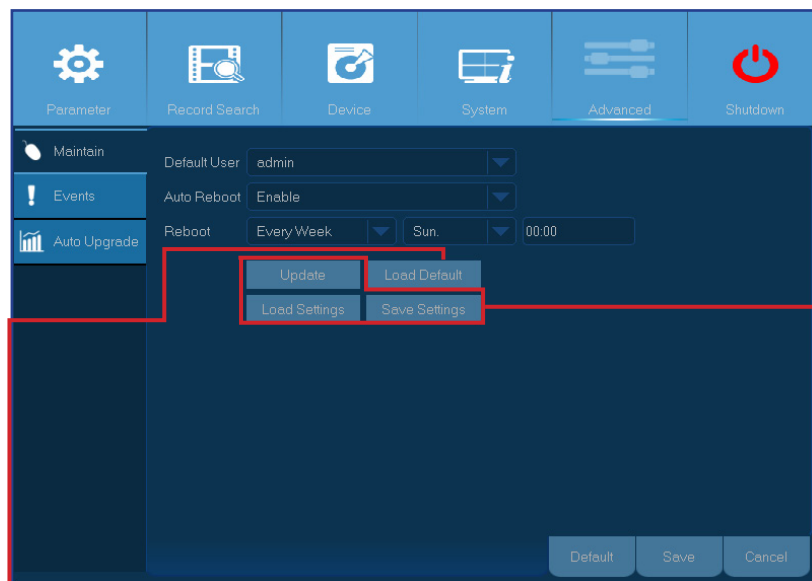 Parameter Record Search Device System Advanced Shutdown
Maintain
Events
Auto Upgrade
Default User admin
Auto Reboot Enable
Reboot Every Week Sun. 00:00
Update Load Default
Load Settings Save Settings
Default Save Cancel